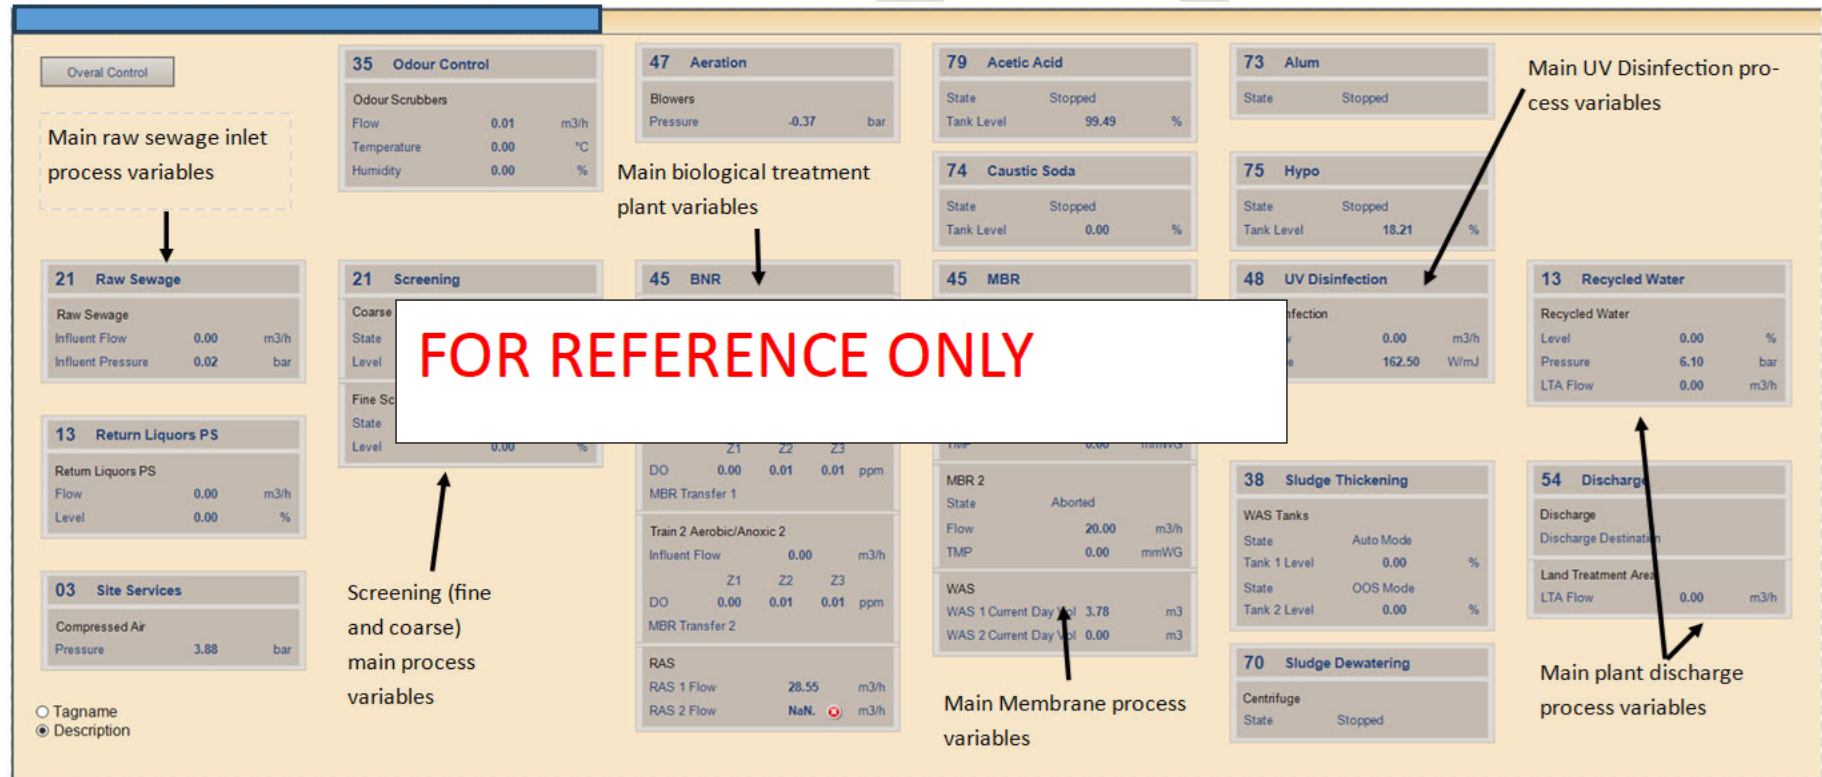 Overal Control
Main raw sewage inlet
process variables
21 Raw Sewage
Raw Sewage
Influent Flow 0.00 m3/h
Influent Pressure 0.02 bar
13 Return Liquors PS
Return Liquors PS
Flow 0.00 m3/h
Level 0.00 %
03 Site Services
Compressed Air
Pressure 3.88 bar
Tagname
Description
35 Odour Control
Odour Scrubbers
Flow 0.01 m3/h
Temperature 0.00 °C
Humidity 0.00 %
21 Screening
Coarse
State
Level
Fine Sc
State
Level 0.00 %
Screening (fine
and coarse)
main process
variables
FOR REFERENCE ONLY
47 Aeration
Blowers
Pressure -0.37 bar
Main biological treatment
plant variables
45 BNR
Z1 Z2 Z3
DO 0.00 0.01 0.01 ppm
MBR Transfer 1
Train 2 Aerobic/Anoxic 2
Influent Flow 0.00 m3/h
Z1 Z2 Z3
DO 0.00 0.01 0.01 ppm
MBR Transfer 2
RAS
RAS 1 Flow 28.55 m3/h
RAS 2 Flow NaN. m3/h
79 Acetic Acid
State Stopped
Tank Level 99.49 %
74 Caustic Soda
State Stopped
Tank Level 0.00 %
45 MBR
TMP 0.00 mmWG
MBR 2
State Aborted
Flow 20.00 m3/h
TMP 0.00 mmWG
WAS
WAS 1 Current Day Vol 3.78 m3
WAS 2 Current Day Vol 0.00 m3
Main Membrane process
variables
73 Alum
State Stopped
75 Hypo
State Stopped
Tank Level 18.21 %
48 UV Disinfection
nfection
0.00 m3/h
e 162.50 W/mJ
38 Sludge Thickening
WAS Tanks
State Auto Mode
Tank 1 Level 0.00 %
State OOS Mode
Tank 2 Level 0.00 %
70 Sludge Dewatering
Centrifuge
State Stopped
Main UV Disinfection pro-
cess variables
13 Recycled Water
Recycled Water
Level 0.00 %
Pressure 6.10 bar
LTA Flow 0.00 m3/h
54 Discharge
Discharge
Discharge Destination
Land Treatment Area
LTA Flow 0.00 m3/h
Main plant discharge
process variables